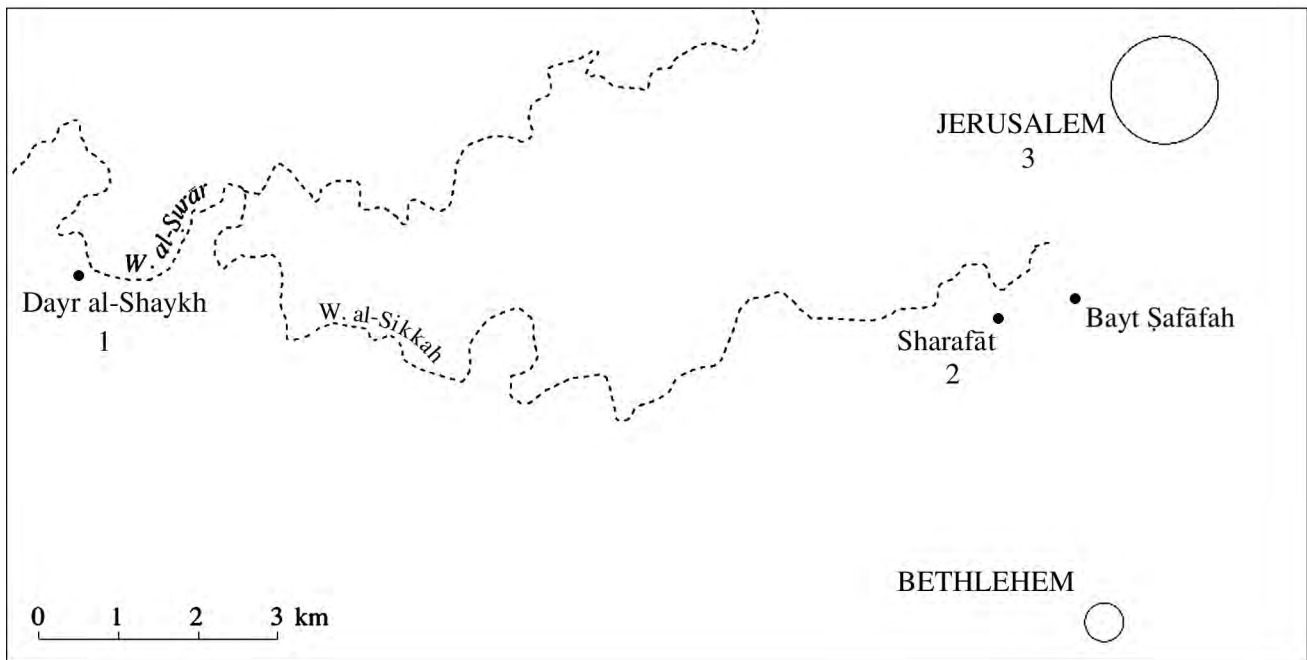 JERUSALEM
3
W. al-Ṣurār
Dayr al-Shaykh
1
W. al-Sikkah
Bayt Ṣafāfah
Sharafāt
2
BETHLEHEM
0 1 2 3 km